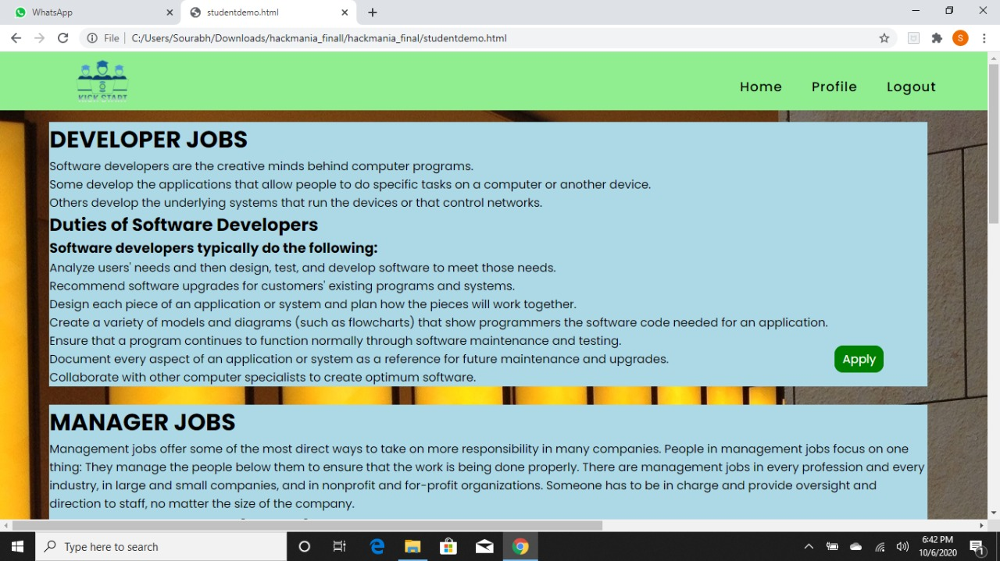 WhatsApp
studentdemo.html
File
C:/Users/Sourabh/Downloads/hackmania_finall/hackmania_final/studentdemo.html
S
KICK START
Home
Profile
Logout
DEVELOPER JOBS
Software developers are the creative minds behind computer programs.
Some develop the applications that allow people to do specific tasks on a computer or another device.
Others develop the underlying systems that run the devices or that control networks.
Duties of Software Developers
Software developers typically do the following:
Analyze users' needs and then design, test, and develop software to meet those needs.
Recommend software upgrades for customers' existing programs and systems.
Design each piece of an application or system and plan how the pieces will work together.
Create a variety of models and diagrams (such as flowcharts) that show programmers the software code needed for an application.
Ensure that a program continues to function normally through software maintenance and testing.
Document every aspect of an application or system as a reference for future maintenance and upgrades.
Apply
Collaborate with other computer specialists to create optimum software.
MANAGER JOBS
Management jobs offer some of the most direct ways to take on more responsibility in many companies. People in management jobs focus on one
thing: They manage the people below them to ensure that the work is being done properly. There are management jobs in every profession and every
industry, in large and small companies, and in nonprofit and for-profit organizations. Someone has to be in charge and provide oversight and
direction to staff, no matter the size of the company.
Type here to search
6:42 PM
10/6/2020
1